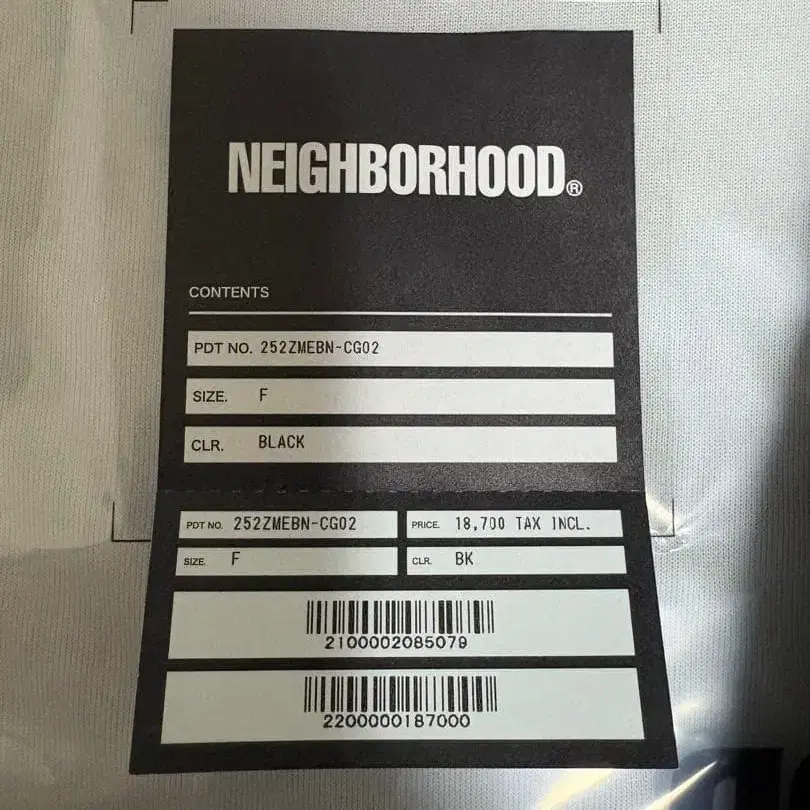 NEIGHBORHOOD®
CONTENTS
PDT NO. 252ZMEBN-CG02
SIZE. F
CLR. BLACK
PDT NO. 252ZMEBN-CG02 PRICE. 18,700 TAX INCL.
SIZE. F CLR. BK
2100002085079
2200000187000